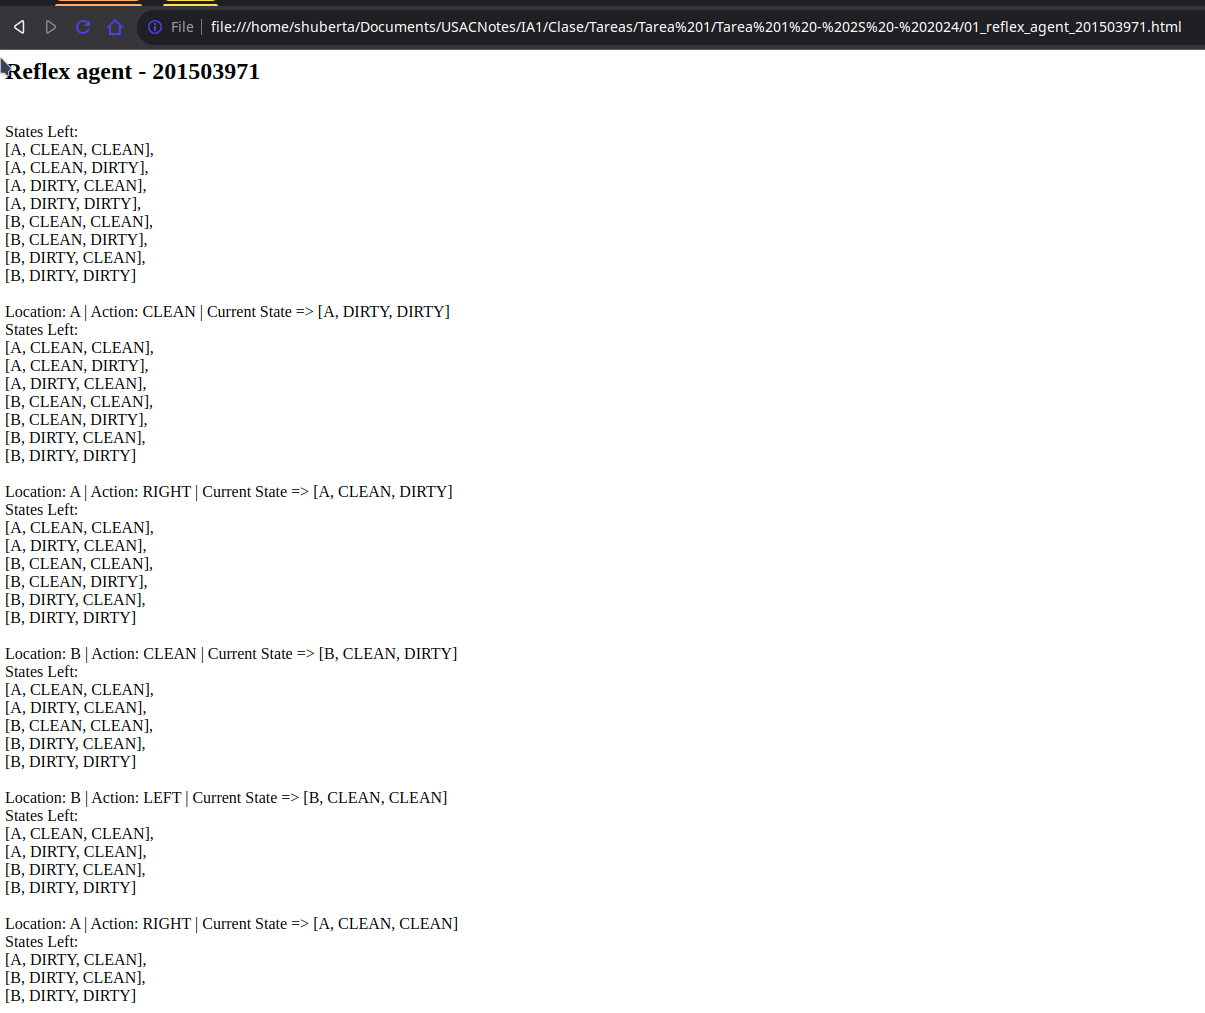 File
file:///home/shuberta/Documents/USACNotes/IA1/Clase/Tareas/Tarea%201/Tarea%201%20-%202S%20-%202024/01_reflex_agent_201503971.html
Reflex agent - 201503971
States Left:
[A, CLEAN, CLEAN],
[A, CLEAN, DIRTY],
[A, DIRTY, CLEAN],
[A, DIRTY, DIRTY],
[B, CLEAN, CLEAN],
[B, CLEAN, DIRTY],
[B, DIRTY, CLEAN],
[B, DIRTY, DIRTY]
Location: A | Action: CLEAN | Current State => [A, DIRTY, DIRTY]
States Left:
[A, CLEAN, CLEAN],
[A, CLEAN, DIRTY],
[A, DIRTY, CLEAN],
[B, CLEAN, CLEAN],
[B, CLEAN, DIRTY],
[B, DIRTY, CLEAN],
[B, DIRTY, DIRTY]
Location: A | Action: RIGHT | Current State => [A, CLEAN, DIRTY]
States Left:
[A, CLEAN, CLEAN],
[A, DIRTY, CLEAN],
[B, CLEAN, CLEAN],
[B, CLEAN, DIRTY],
[B, DIRTY, CLEAN],
[B, DIRTY, DIRTY]
Location: B | Action: CLEAN | Current State => [B, CLEAN, DIRTY]
States Left:
[A, CLEAN, CLEAN],
[A, DIRTY, CLEAN],
[B, CLEAN, CLEAN],
[B, DIRTY, CLEAN],
[B, DIRTY, DIRTY]
Location: B | Action: LEFT | Current State => [B, CLEAN, CLEAN]
States Left:
[A, CLEAN, CLEAN],
[A, DIRTY, CLEAN],
[B, DIRTY, CLEAN],
[B, DIRTY, DIRTY]
Location: A | Action: RIGHT | Current State => [A, CLEAN, CLEAN]
States Left:
[A, DIRTY, CLEAN],
[B, DIRTY, CLEAN],
[B, DIRTY, DIRTY]